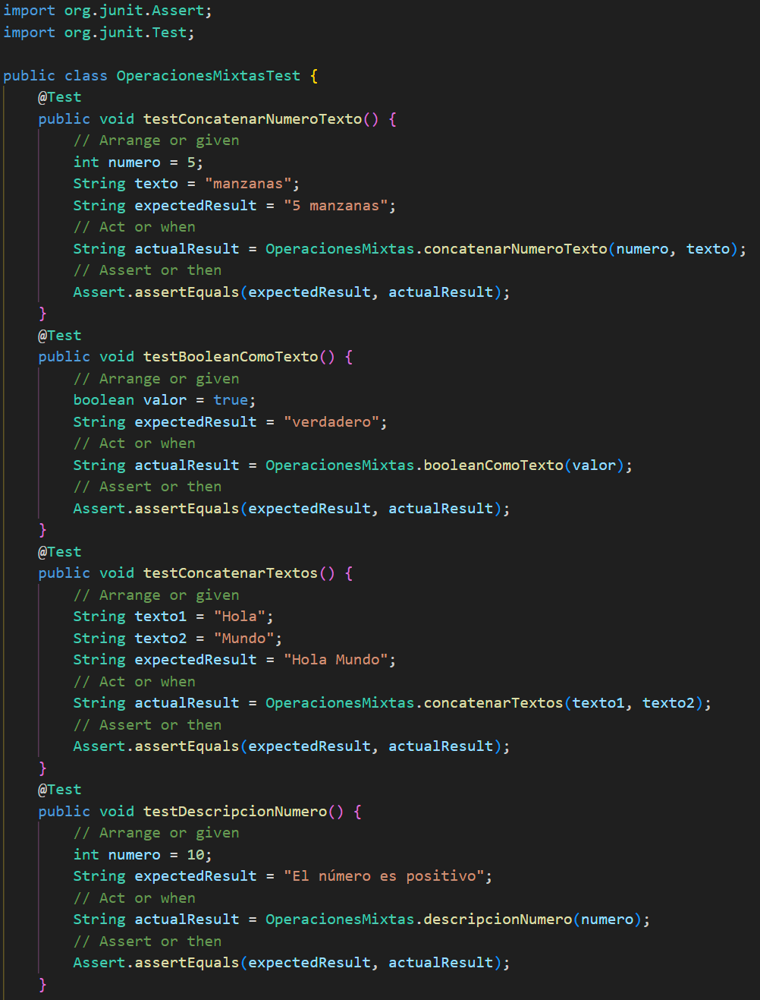 import org.junit.Assert;
import org.junit.Test;

public class OperacionesMixtasTest {
    @Test
    public void testConcatenarNumeroTexto() {
        // Arrange or given
        int numero = 5;
        String texto = "manzanas";
        String expectedResult = "5 manzanas";
        // Act or when
        String actualResult = OperacionesMixtas.concatenarNumeroTexto(numero, texto);
        // Assert or then
        Assert.assertEquals(expectedResult, actualResult);
    }
    @Test
    public void testBooleanComoTexto() {
        // Arrange or given
        boolean valor = true;
        String expectedResult = "verdadero";
        // Act or when
        String actualResult = OperacionesMixtas.booleanComoTexto(valor);
        // Assert or then
        Assert.assertEquals(expectedResult, actualResult);
    }
    @Test
    public void testConcatenarTextos() {
        // Arrange or given
        String texto1 = "Hola";
        String texto2 = "Mundo";
        String expectedResult = "Hola Mundo";
        // Act or when
        String actualResult = OperacionesMixtas.concatenarTextos(texto1, texto2);
        // Assert or then
        Assert.assertEquals(expectedResult, actualResult);
    }
    @Test
    public void testDescripcionNumero() {
        // Arrange or given
        int numero = 10;
        String expectedResult = "El número es positivo";
        // Act or when
        String actualResult = OperacionesMixtas.descripcionNumero(numero);
        // Assert or then
        Assert.assertEquals(expectedResult, actualResult);
    }